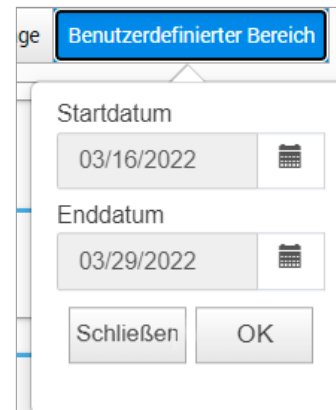 ge Benutzerdefinierter Bereich
Startdatum
03/16/2022
Enddatum
03/29/2022
Schließen OK